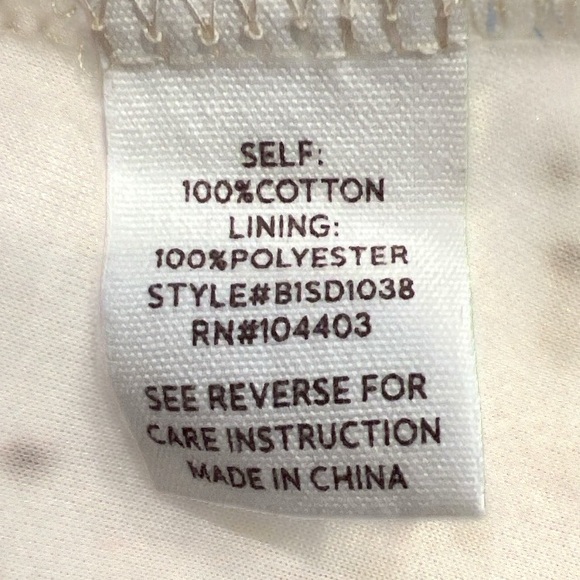 SELF:
100%COTTON
LINING:
100%POLYESTER
STYLE#B1SD1038
RN#104403
SEE REVERSE FOR
CARE INSTRUCTION
MADE IN CHINA